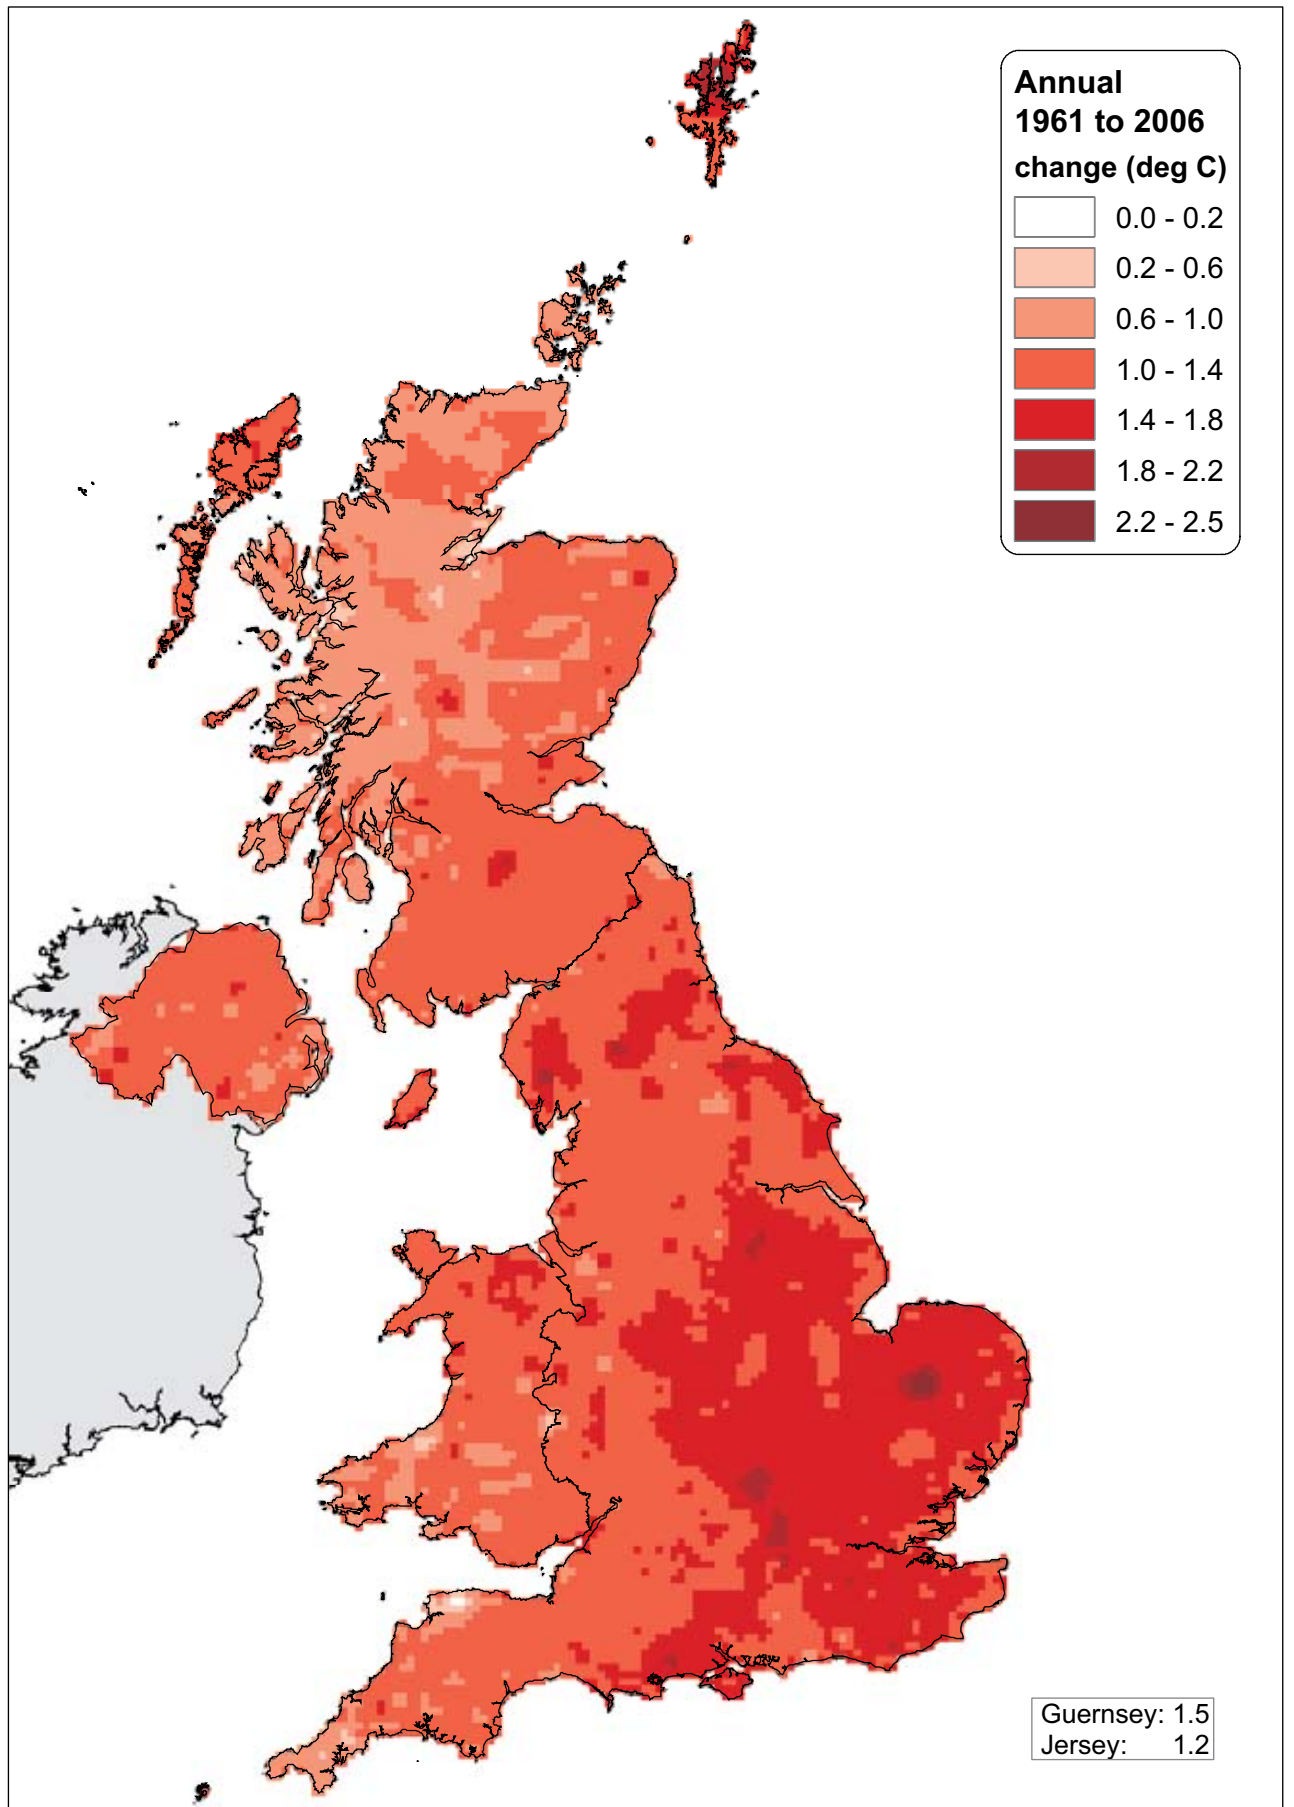 Annual
1961 to 2006
change (deg C)
0.0 - 0.2
0.2 - 0.6
0.6 - 1.0
1.0 - 1.4
1.4 - 1.8
1.8 - 2.2
2.2 - 2.5
Guernsey: 1.5
Jersey: 1.2